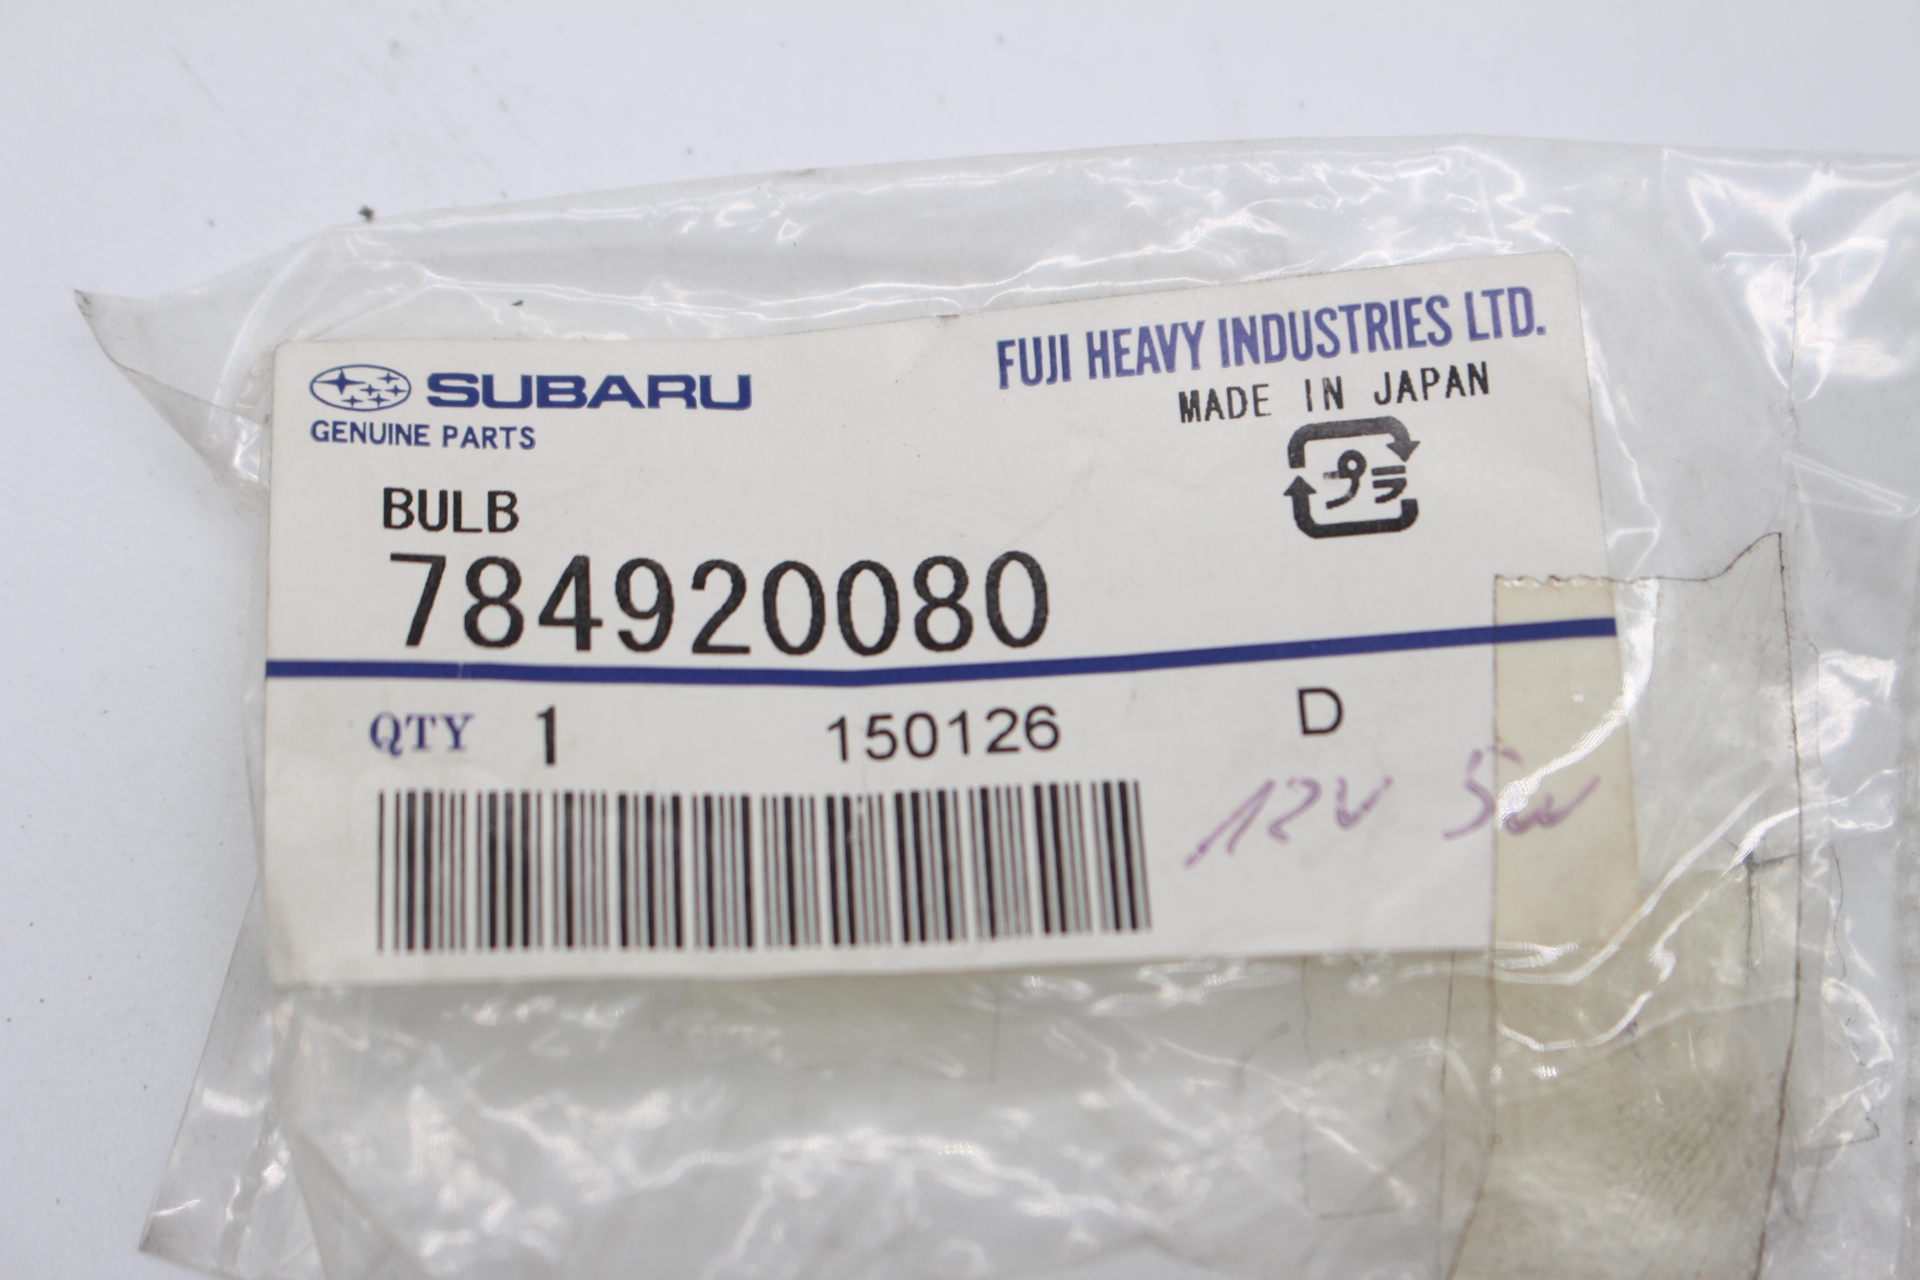 SUBARU
GENUINE PARTS
FUJI HEAVY INDUSTRIES LTD.
MADE IN JAPAN
プラ
BULB
784920080
QTY 1 150126 D
12V 5W